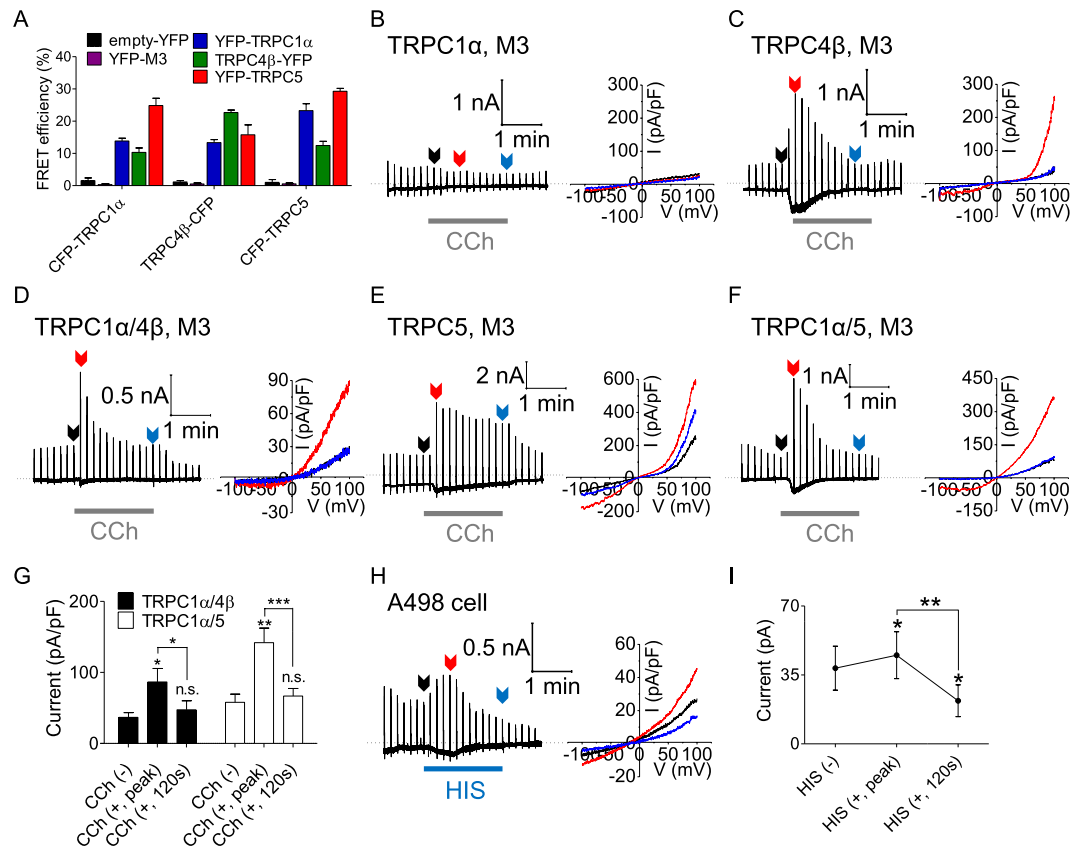 A
empty-YFP
YFP-M3
YFP-TRPC1α
TRPC4β-YFP
YFP-TRPC5
FRET efficiency (%)
40
30
20
10
0
CFP-TRPC1α
TRPC4β-CFP
CFP-TRPC5
B
TRPC1α, M3
1 nA
1 min
CCh
I (pA/pF)
300
200
100
0
-100
-100
-50
50
100
V (mV)
C
TRPC4β, M3
1 nA
1 min
CCh
I (pA/pF)
300
200
100
0
-100
-100
-50
50
100
V (mV)
D
TRPC1α/4β, M3
0.5 nA
1 min
CCh
I (pA/pF)
90
60
30
0
-30
-100
-50
50
100
V (mV)
E
TRPC5, M3
2 nA
1 min
CCh
I (pA/pF)
600
400
200
0
-200
-100
-50
50
100
V (mV)
F
TRPC1α/5, M3
1 nA
1 min
CCh
I (pA/pF)
450
300
150
0
-150
-100
-50
50
100
V (mV)
G
TRPC1α/4β
TRPC1α/5
Current (pA/pF)
200
150
100
50
0
*
*
n.s.
**
***
n.s.
CCh (-)
CCh (+, peak)
CCh (+, 120s)
CCh (-)
CCh (+, peak)
CCh (+, 120s)
H
A498 cell
0.5 nA
1 min
HIS
I (pA/pF)
60
40
20
0
-20
-100
-50
50
100
V (mV)
I
Current (pA)
70
35
0
*
**
*
HIS (-)
HIS (+, peak)
HIS (+, 120s)